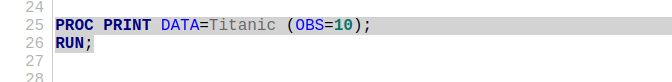 24
25 PROC PRINT DATA=Titanic (OBS=10);
26 RUN;
27
28